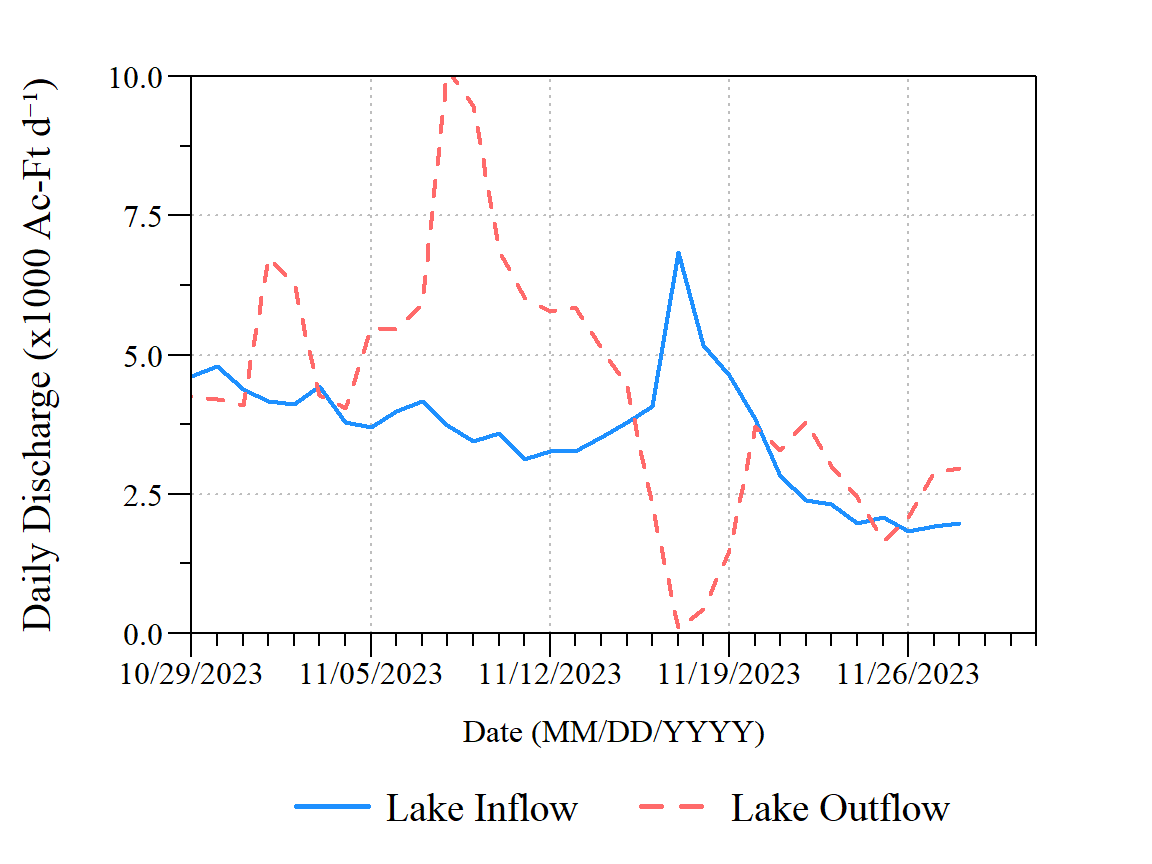 Daily Discharge (x1000 Ac-Ft d⁻¹)
10.0
7.5
5.0
2.5
0.0
10/29/2023 11/05/2023 11/12/2023 11/19/2023 11/26/2023
Date (MM/DD/YYYY)
Lake Inflow Lake Outflow